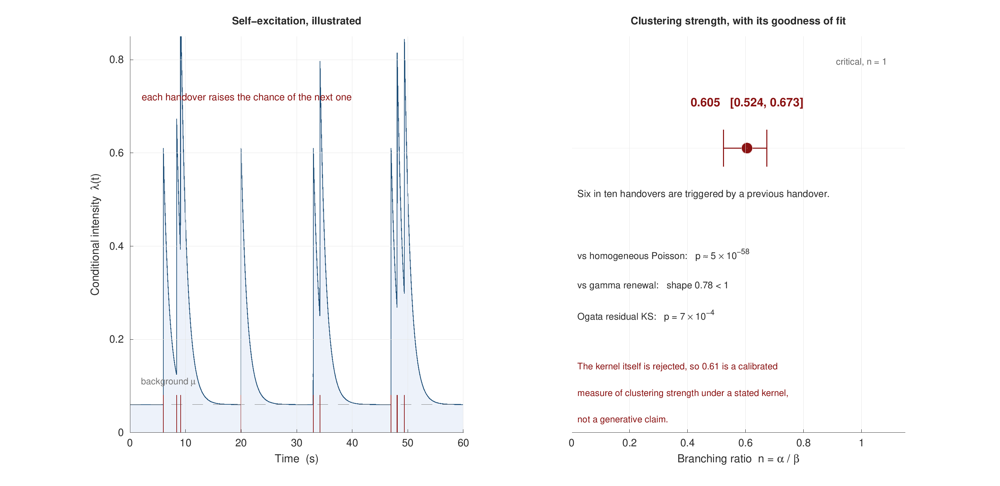 Self−excitation, illustrated
0.8
0.6
0.4
0.2
0
Conditional intensity λ(t)
each handover raises the chance of the next one
background μ
0 10 20 30 40 50 60
Time (s)
Clustering strength, with its goodness of fit
critical, n = 1
0.605 [0.524, 0.673]
Six in ten handovers are triggered by a previous handover.
vs homogeneous Poisson: p ≈ 5 × 10⁻⁵⁸
vs gamma renewal: shape 0.78 < 1
Ogata residual KS: p = 7 × 10⁻⁴
The kernel itself is rejected, so 0.61 is a calibrated
measure of clustering strength under a stated kernel,
not a generative claim.
0 0.2 0.4 0.6 0.8 1
Branching ratio n = α / β